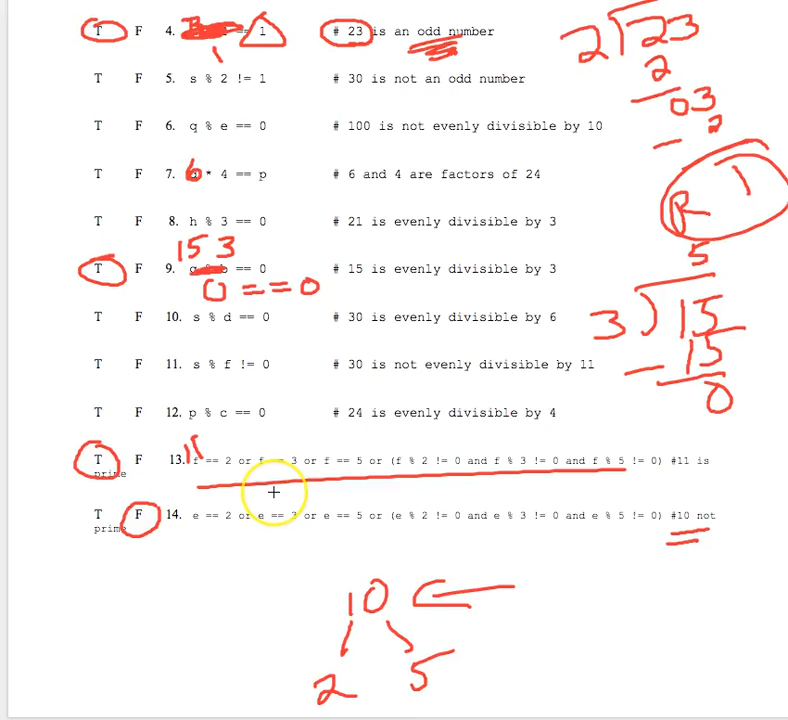 T F 4. == 1 # 23 is an odd number
1
T F 5. s % 2 != 1 # 30 is not an odd number
T F 6. q % e == 0 # 100 is not evenly divisible by 10
T F 7. 6 * 4 == p # 6 and 4 are factors of 24
T F 8. h % 3 == 0 # 21 is evenly divisible by 3
15 3
T F 9. == 0 # 15 is evenly divisible by 3
0 == 0
T F 10. s % d == 0 # 30 is evenly divisible by 6
T F 11. s % f != 0 # 30 is not evenly divisible by 11
T F 12. p % c == 0 # 24 is evenly divisible by 4
11
T F 13. f == 2 or f == 3 or f == 5 or (f % 2 != 0 and f % 3 != 0 and f % 5 != 0) #11 is
prime
T F 14. e == 2 or e == 3 or e == 5 or (e % 2 != 0 and e % 3 != 0 and e % 5 != 0) #10 not
prime
2 ) 23
2
03
- 2
R 1
5
3 ) 15
- 15
0
10
2 5